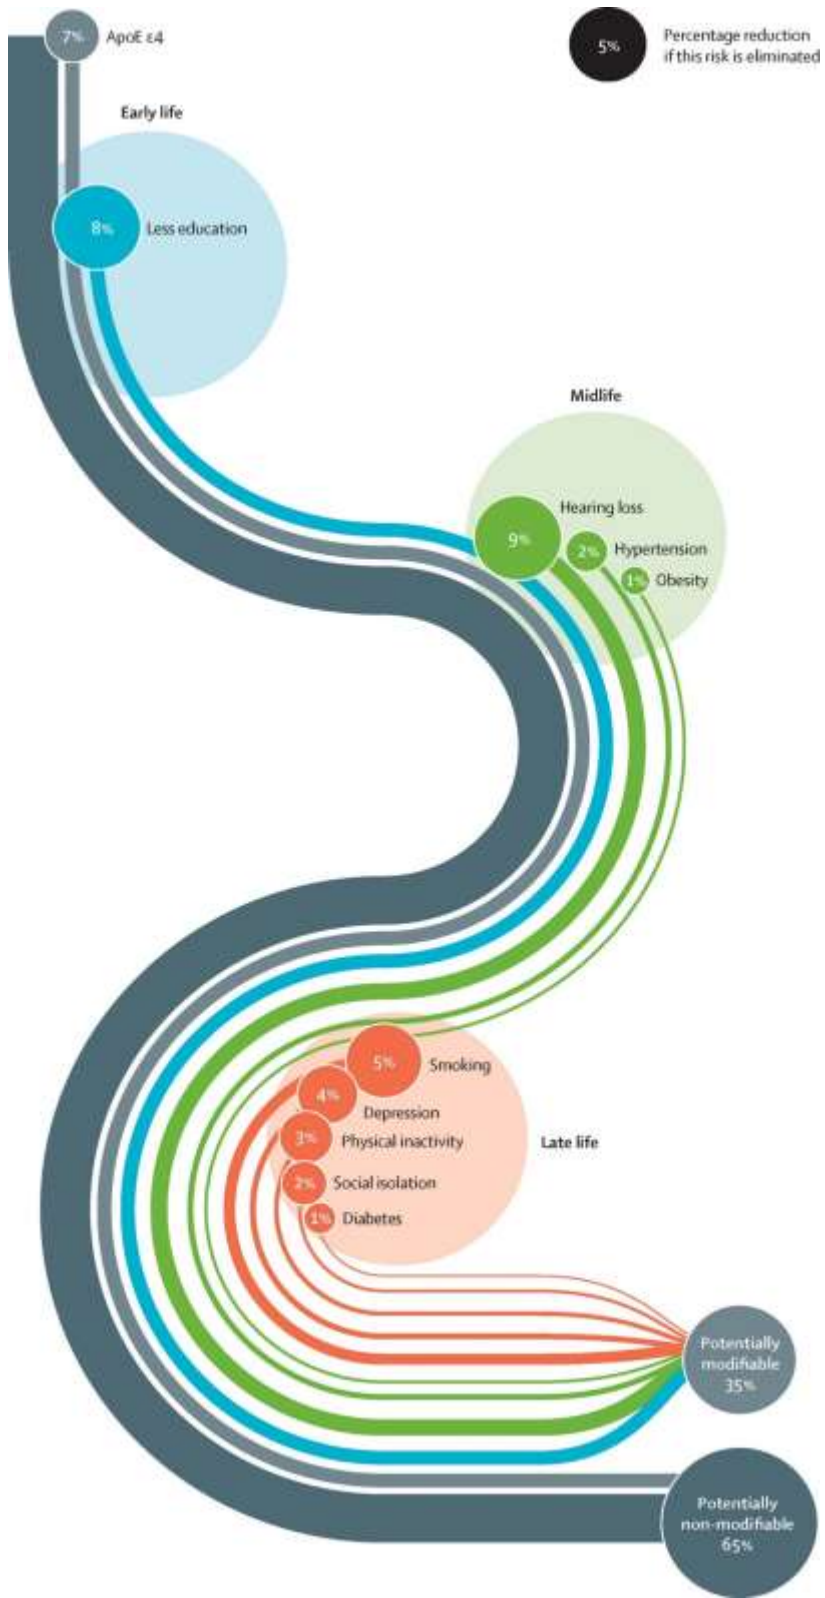 7%
ApoE ε4
5%
Percentage reduction
if this risk is eliminated
Early life
8%
Less education
Midlife
Hearing loss
9%
2%
Hypertension
1%
Obesity
5%
Smoking
4%
Depression
3%
Physical inactivity
Late life
2%
Social isolation
1%
Diabetes
Potentially
modifiable
35%
Potentially
non-modifiable
65%